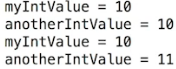 myIntValue = 10
anotherIntValue = 10
myIntValue = 10
anotherIntValue = 11